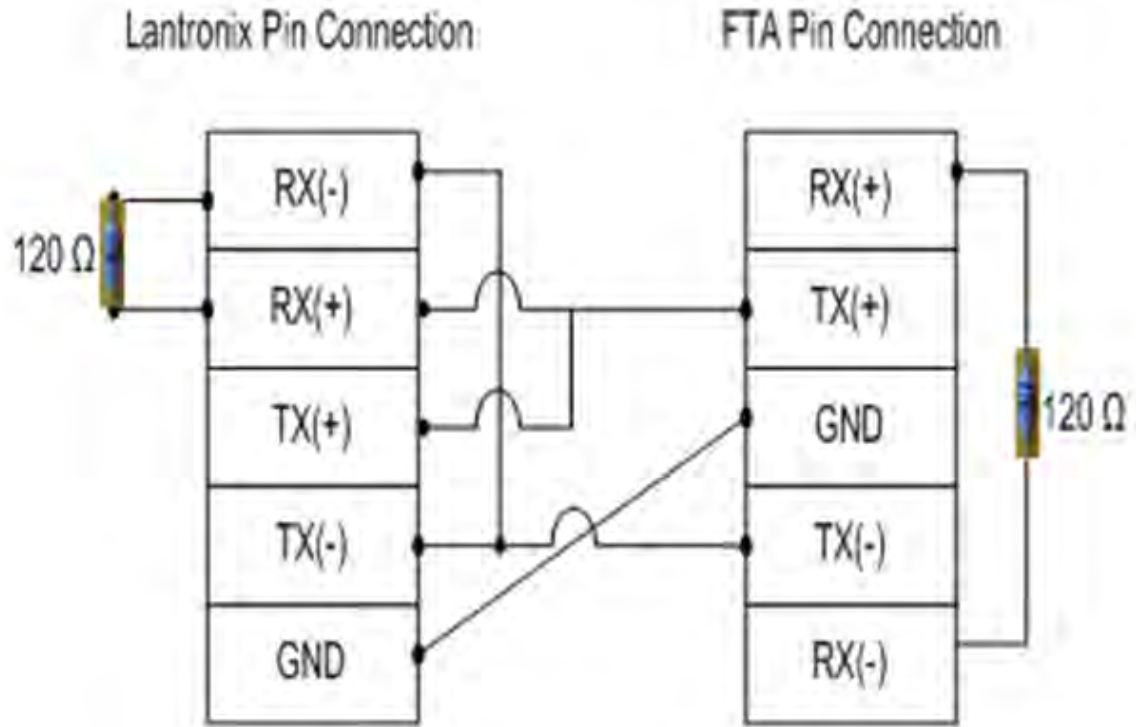 Lantronix Pin Connection
FTA Pin Connection
RX(-)
RX(+)
TX(+)
TX(-)
GND
120 Ω
RX(+)
TX(+)
GND
TX(-)
RX(-)
120 Ω